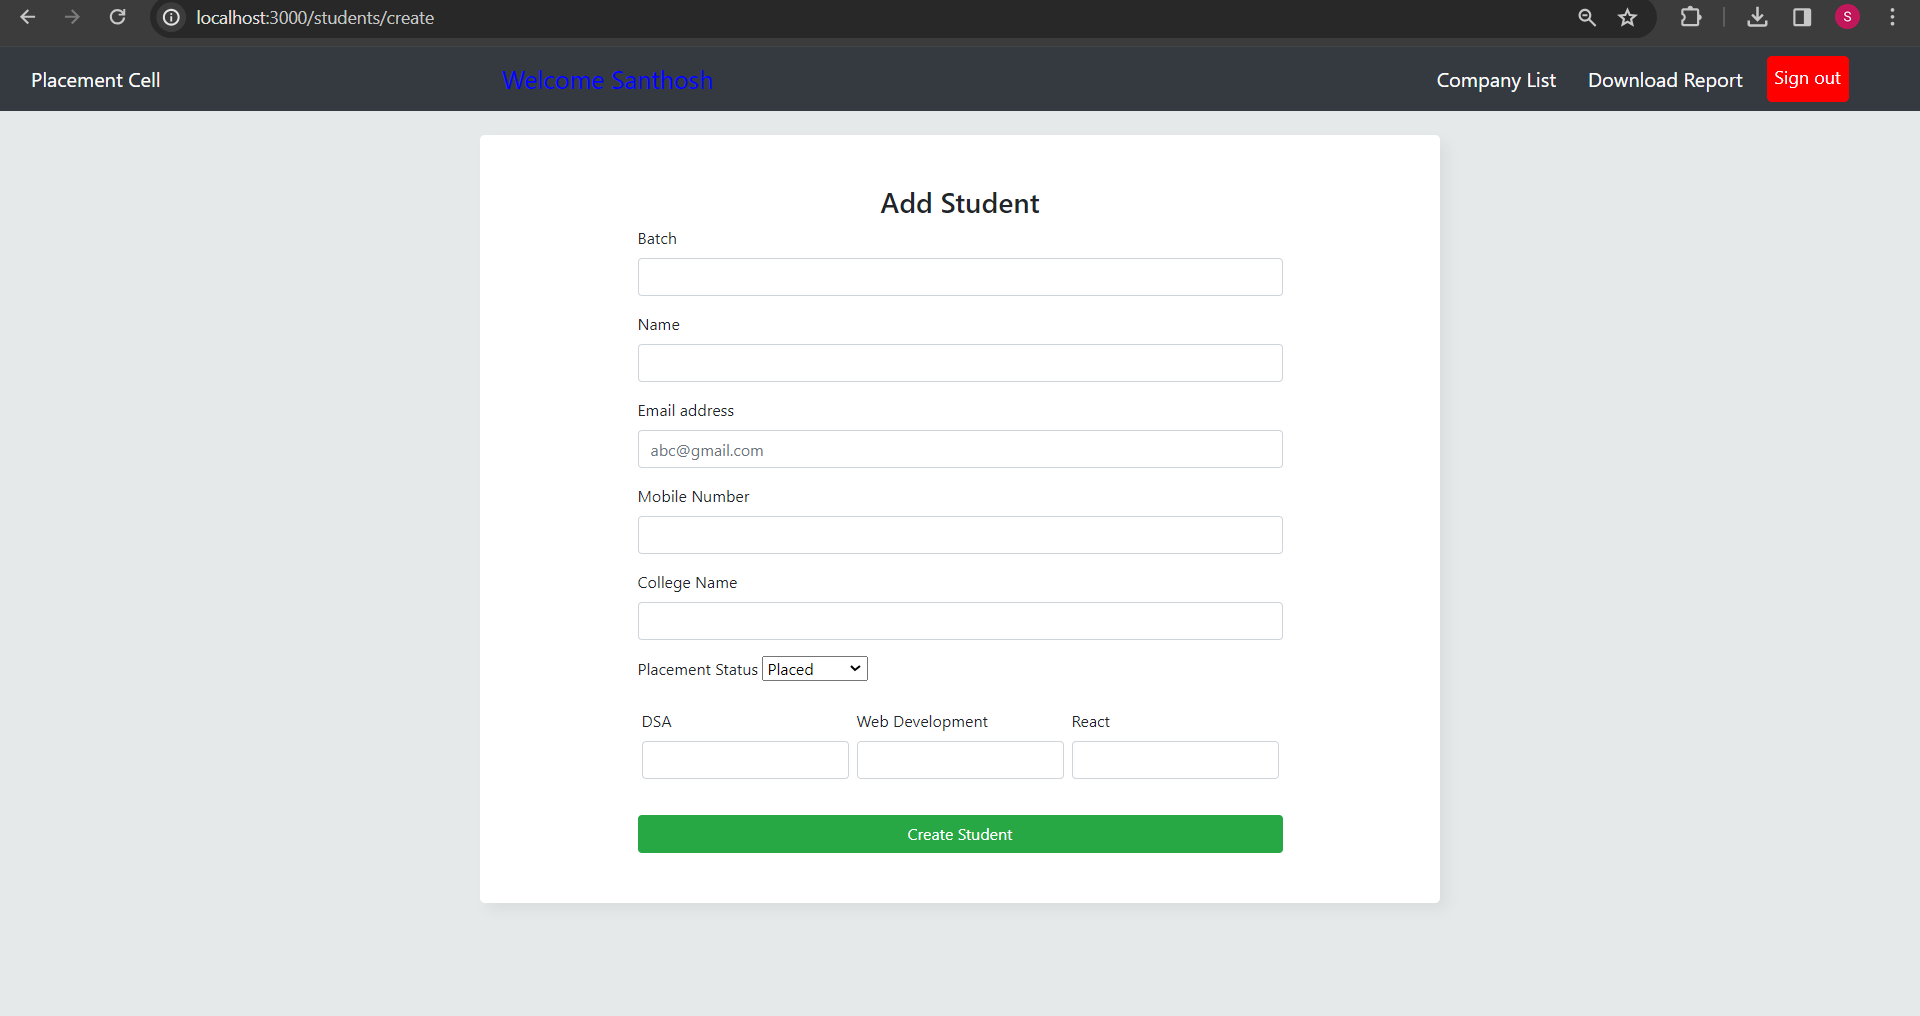 localhost:3000/students/create
S
Placement Cell
Welcome Santhosh
Company List
Download Report
Sign out
Add Student
Batch
Name
Email address
abc@gmail.com
Mobile Number
College Name
Placement Status Placed
DSA Web Development React
Create Student